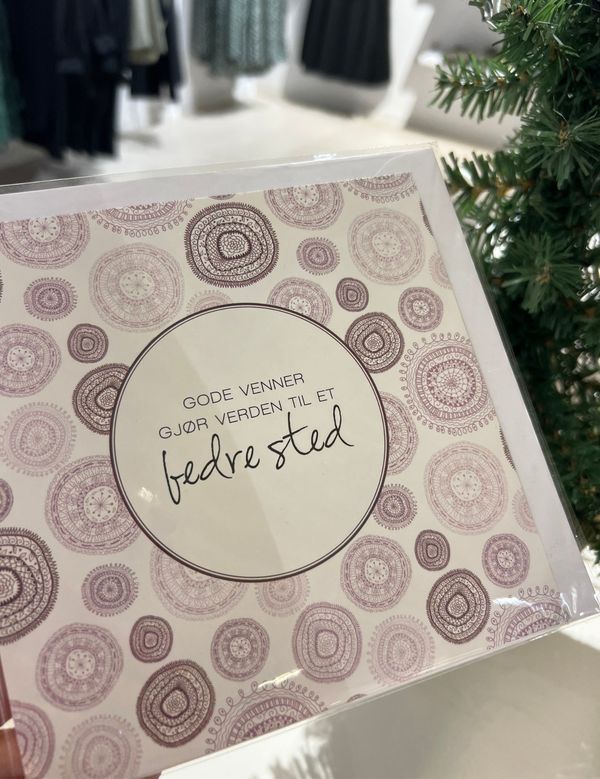 GODE VENNER
GJØR VERDEN TIL ET
bedre sted